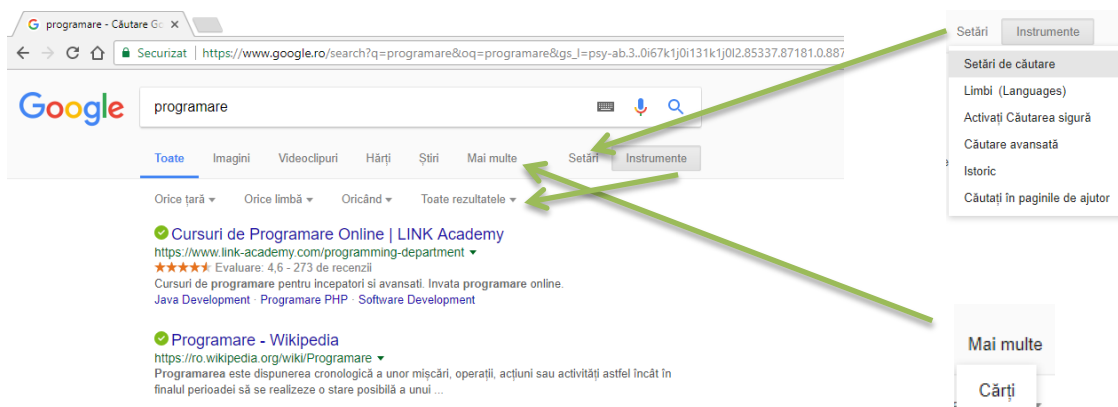 programare - Căutare Go
Securizat | https://www.google.ro/search?q=programare&oq=programare&gs_l=psy-ab.3..0i67k1j0i131k1j0l2.85337.87181.0.887
Google programare
Toate Imagini Videoclipuri Hărți Știri Mai multe Setări Instrumente
Orice țară Orice limbă Oricând Toate rezultatele
Cursuri de Programare Online | LINK Academy
https://www.link-academy.com/programming-department
Evaluare: 4,6 - 273 de recenzii
Cursuri de programare pentru incepatori si avansati. Invata programare online.
Java Development · Programare PHP · Software Development
Programare - Wikipedia
https://ro.wikipedia.org/wiki/Programare
Programarea este dispunerea cronologică a unor mișcări, operații, acțiuni sau activități astfel încât în
finalul perioadei să se realizeze o stare posibilă a unui ...
Setări Instrumente
Setări de căutare
Limbi (Languages)
Activați Căutarea sigură
Căutare avansată
Istoric
Căutați în paginile de ajutor
Mai multe
Cărți